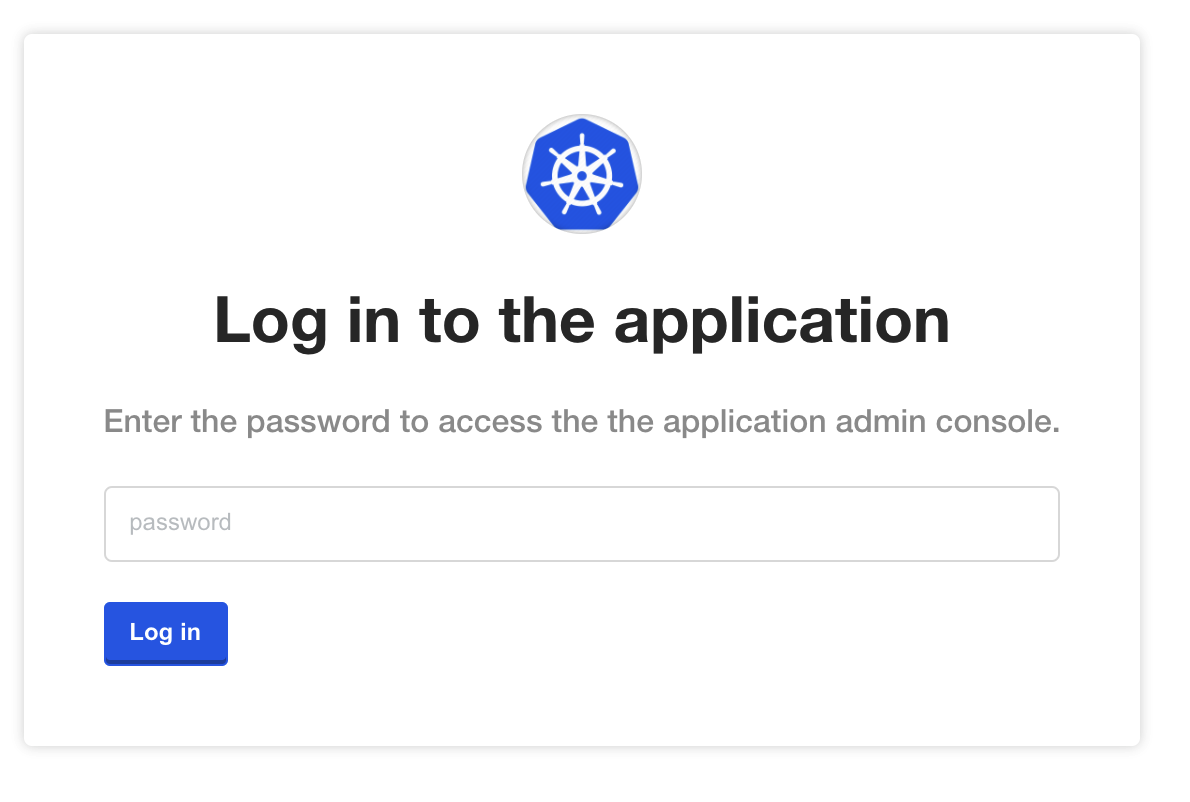 Log in to the application
Enter the password to access the the application admin console.
password
Log in